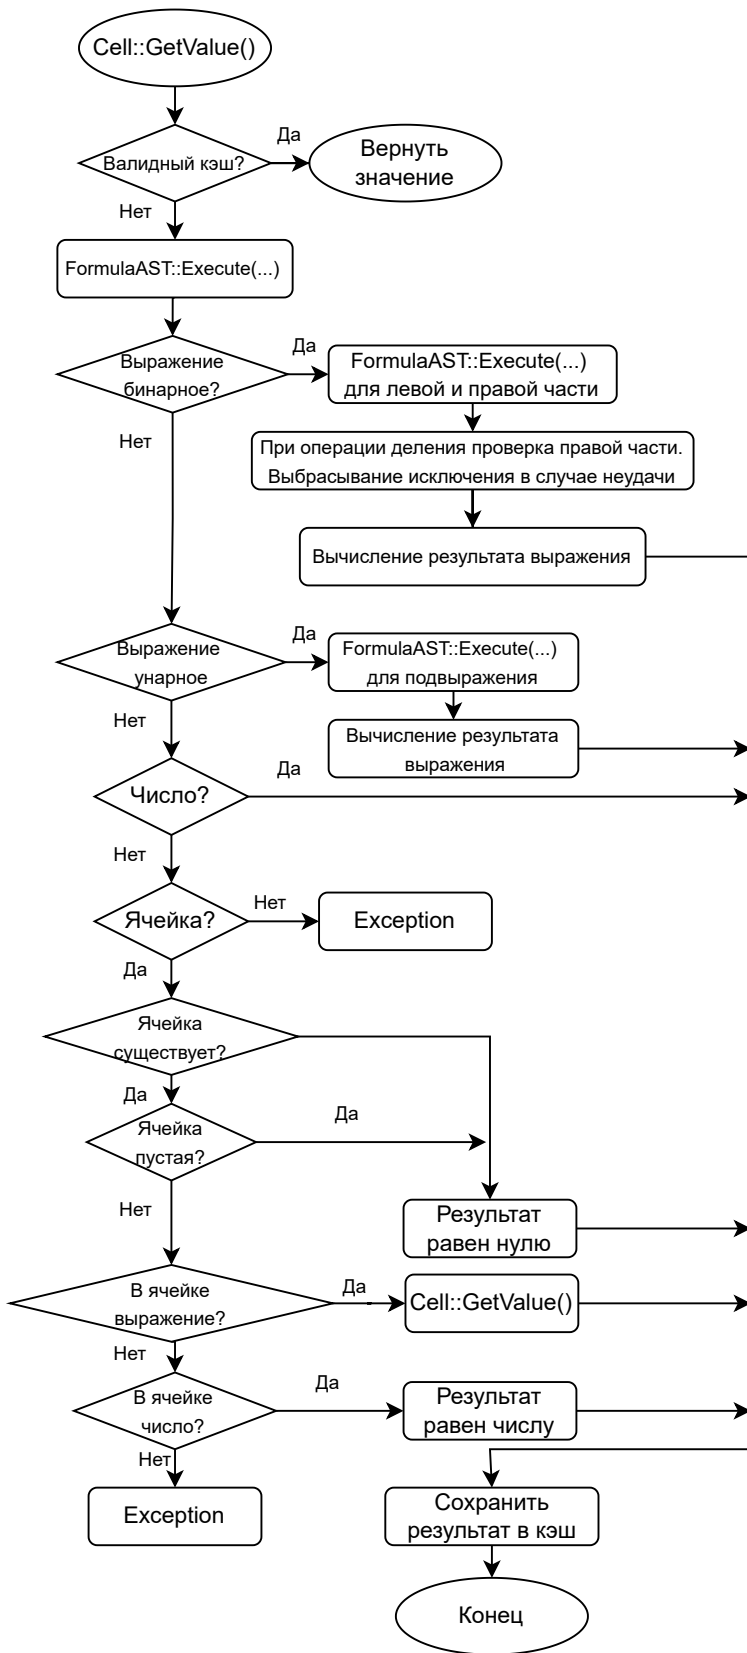 Cell::GetValue()
Да
Валидный кэш?
Вернуть
значение
Нет
FormulaAST::Execute(...)
Выражение
бинарное?
Да
FormulaAST::Execute(...)
для левой и правой части
Нет
При операции деления проверка правой части.
Выбрасывание исключения в случае неудачи
Вычисление результата выражения
Выражение
унарное
Да
FormulaAST::Execute(...)
для подвыражения
Нет
Вычисление результата
выражения
Число?
Да
Нет
Ячейка?
Нет
Exception
Да
Ячейка
существует?
Да
Ячейка
пустая?
Да
Нет
Результат
равен нулю
В ячейке
выражение?
Да
Cell::GetValue()
Нет
В ячейке
число?
Да
Результат
равен числу
Нет
Exception
Сохранить
результат в кэш
Конец